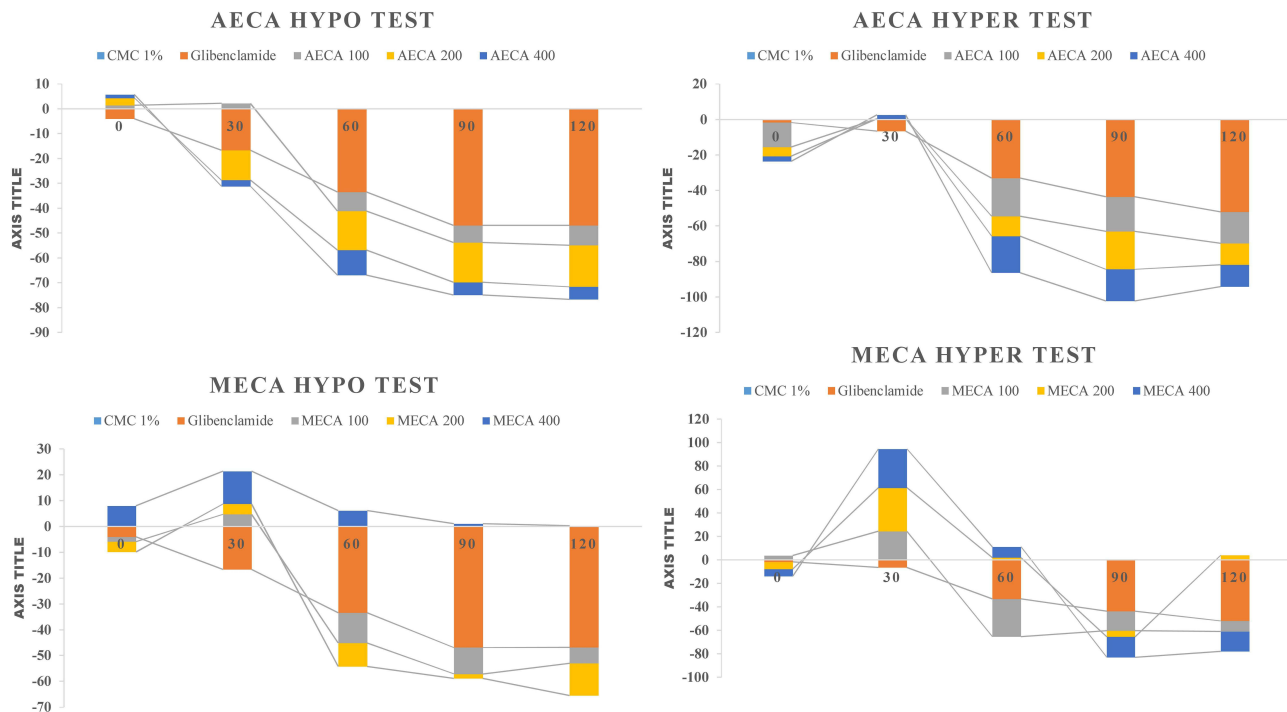 AECA HYPO TEST
CMC 1% Glibenclamide AECA 100 AECA 200 AECA 400
10
0
-10
-20
-30
-40
-50
-60
-70
-80
-90
AXIS TITLE
0 30 60 90 120
AECA HYPER TEST
CMC 1% Glibenclamide AECA 100 AECA 200 AECA 400
20
0
-20
-40
-60
-80
-100
-120
AXIS TITLE
0 30 60 90 120
MECA HYPO TEST
CMC 1% Glibenclamide MECA 100 MECA 200 MECA 400
30
20
10
0
-10
-20
-30
-40
-50
-60
-70
AXIS TITLE
0 30 60 90 120
MECA HYPER TEST
CMC 1% Glibenclamide MECA 100 MECA 200 MECA 400
120
100
80
60
40
20
0
-20
-40
-60
-80
-100
AXIS TITLE
0 30 60 90 120